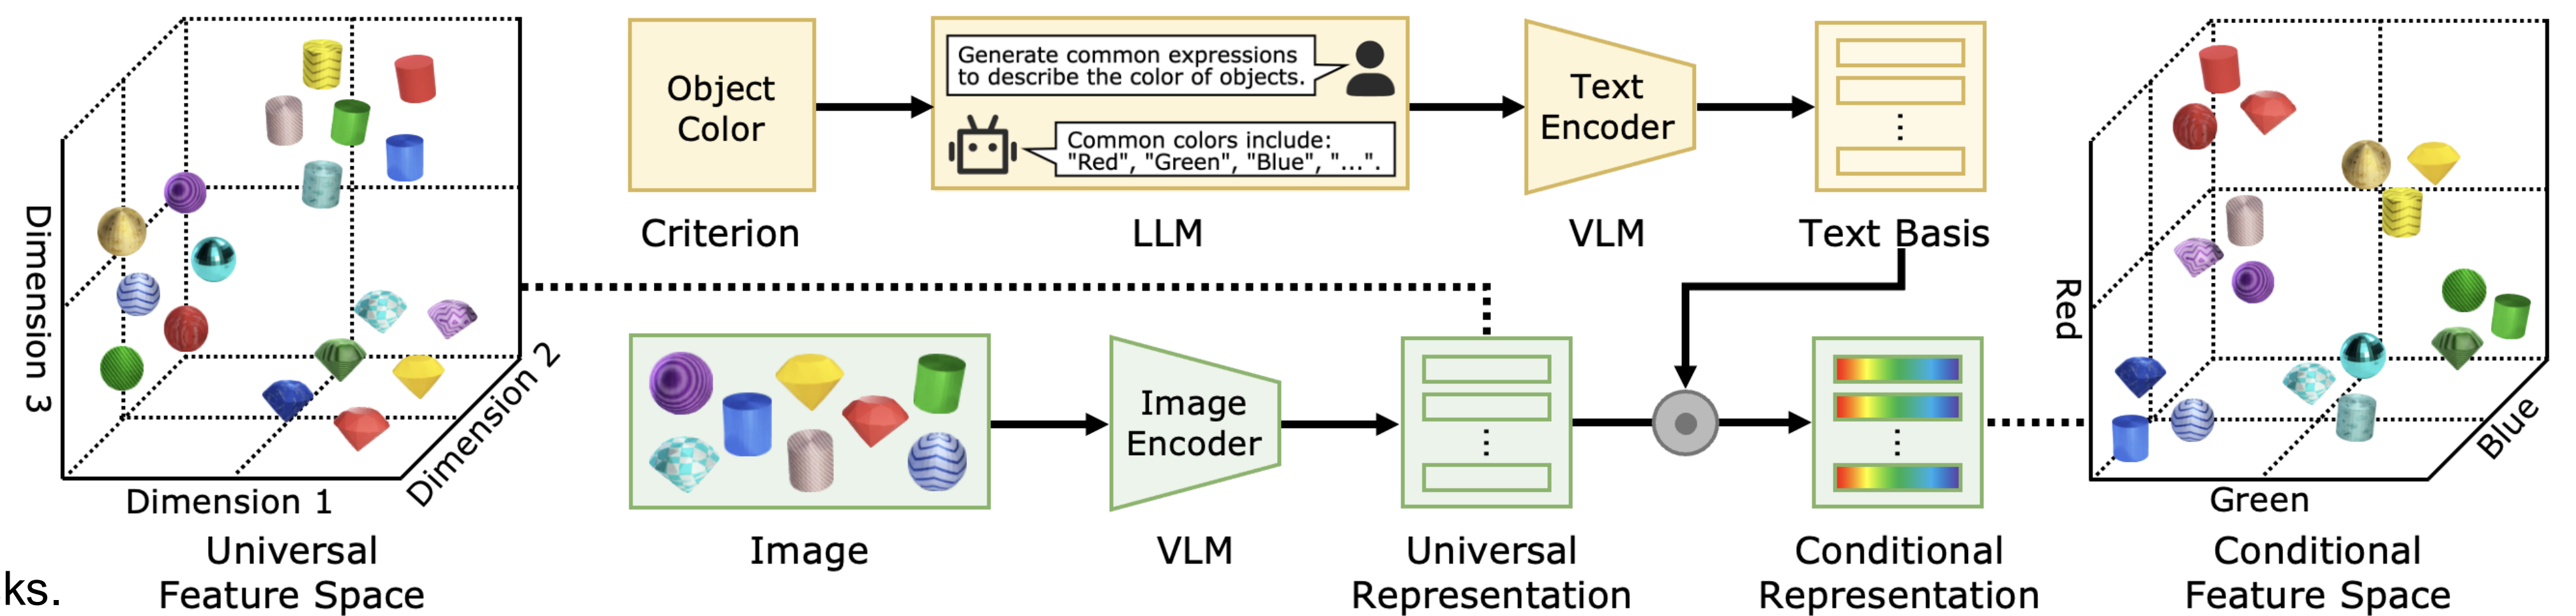 Dimension 3
Dimension 1
Dimension 2
Universal
Feature Space
ks.
Object
Color
Criterion
Generate common expressions
to describe the color of objects.
Common colors include:
"Red", "Green", "Blue", "...".
LLM
Text
Encoder
VLM
Text Basis
Image
Image
Encoder
VLM
Universal
Representation
Conditional
Representation
Red
Green
Blue
Conditional
Feature Space